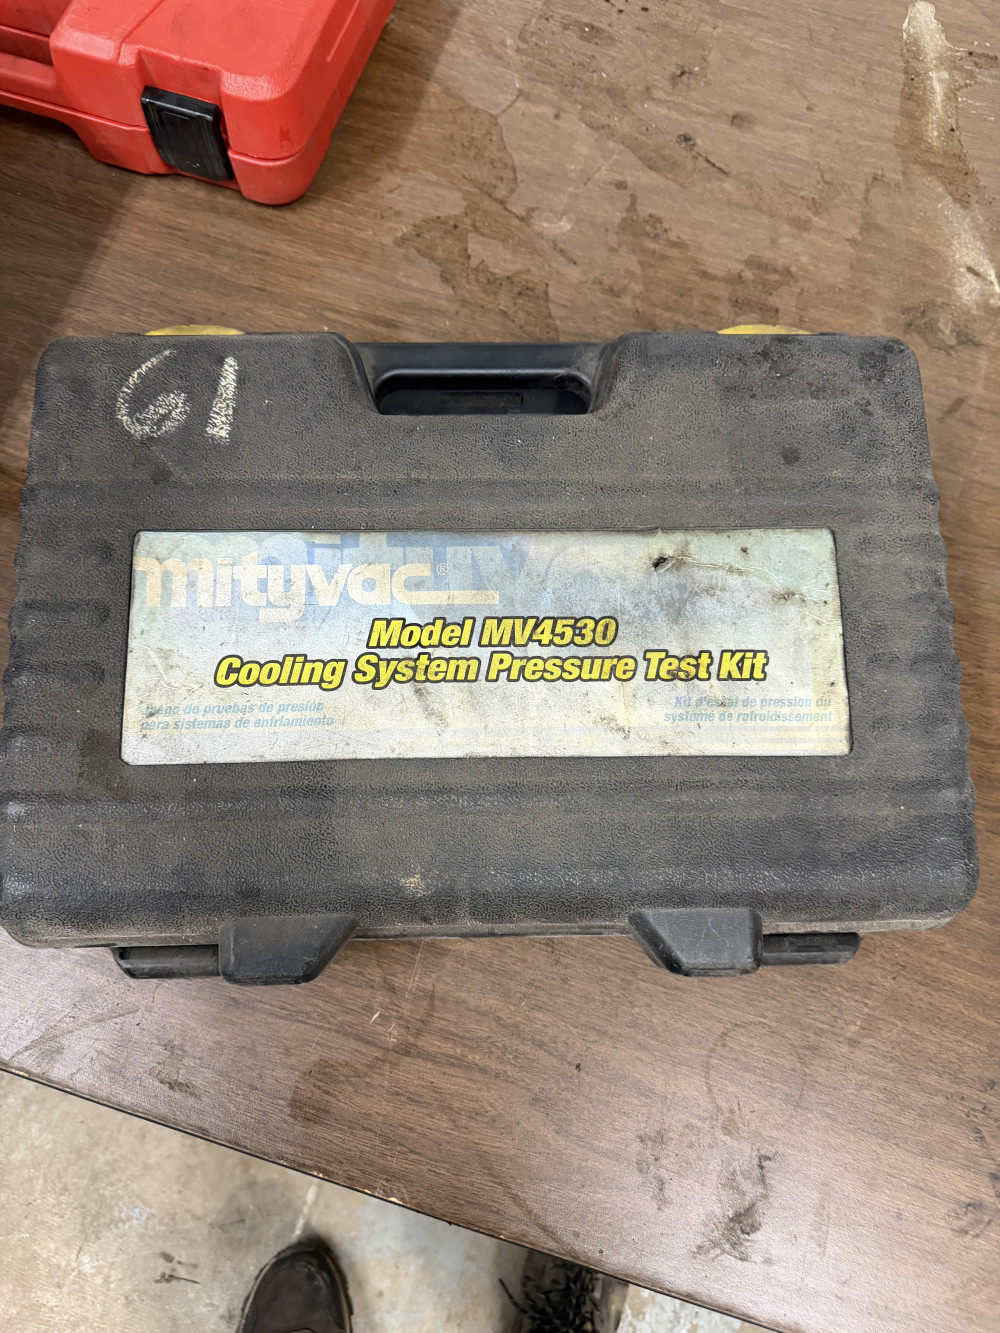 61
mityvac®
Model MV4530
Cooling System Pressure Test Kit
Juego de pruebas de presión
para sistemas de enfriamiento
Kit d'essai de pression du
système de refroidissement